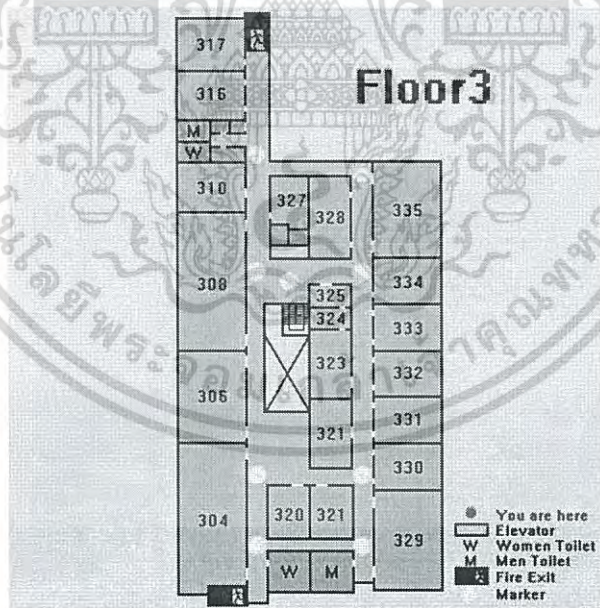 Floor3
317
316
M
W
310
327
328
335
308
334
325
324
333
323
332
306
321
331
330
304
320
321
329
W
M
You are here
Elevator
W Women Toilet
M Men Toilet
Fire Exit
Marker